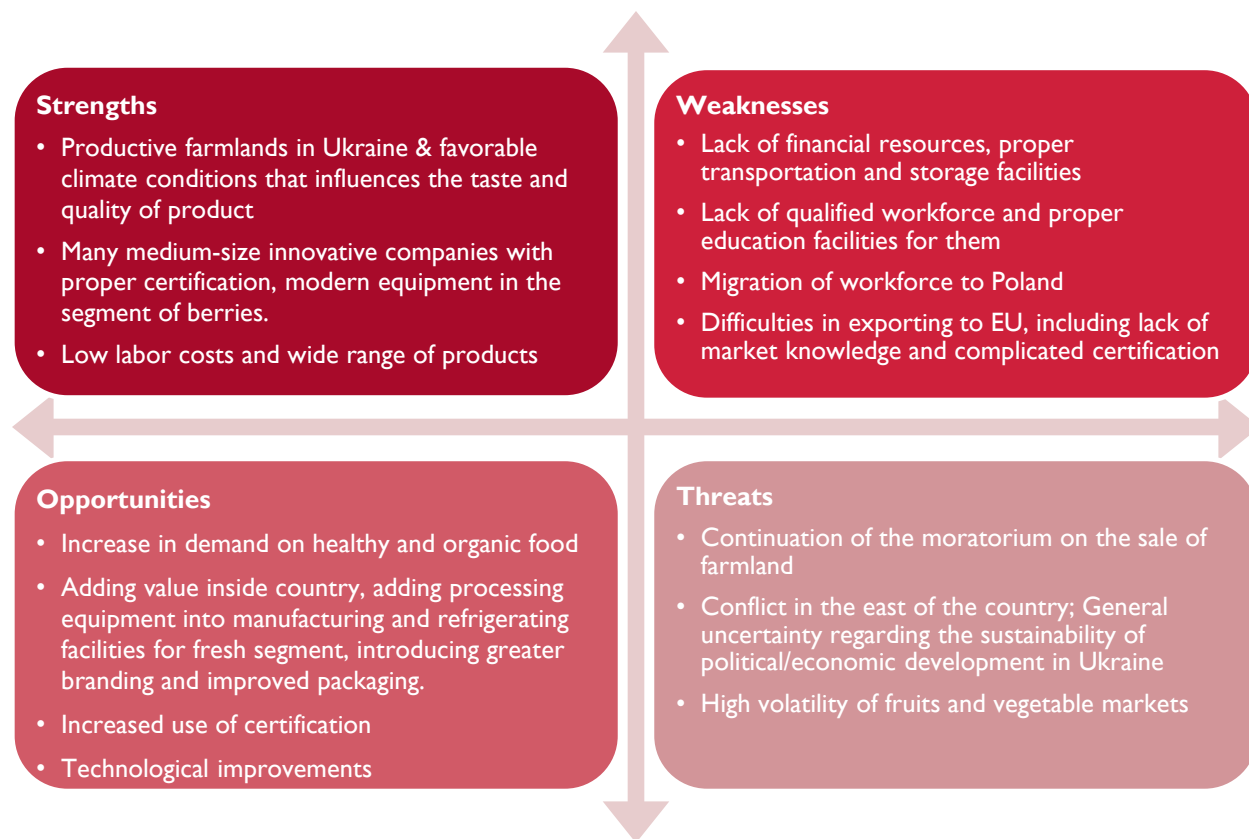 Strengths
• Productive farmlands in Ukraine & favorable
climate conditions that influences the taste and
quality of product
• Many medium-size innovative companies with
proper certification, modern equipment in the
segment of berries.
• Low labor costs and wide range of products
Weaknesses
• Lack of financial resources, proper
transportation and storage facilities
• Lack of qualified workforce and proper
education facilities for them
• Migration of workforce to Poland
• Difficulties in exporting to EU, including lack of
market knowledge and complicated certification
Opportunities
• Increase in demand on healthy and organic food
• Adding value inside country, adding processing
equipment into manufacturing and refrigerating
facilities for fresh segment, introducing greater
branding and improved packaging.
• Increased use of certification
• Technological improvements
Threats
• Continuation of the moratorium on the sale of
farmland
• Conflict in the east of the country; General
uncertainty regarding the sustainability of
political/economic development in Ukraine
• High volatility of fruits and vegetable markets